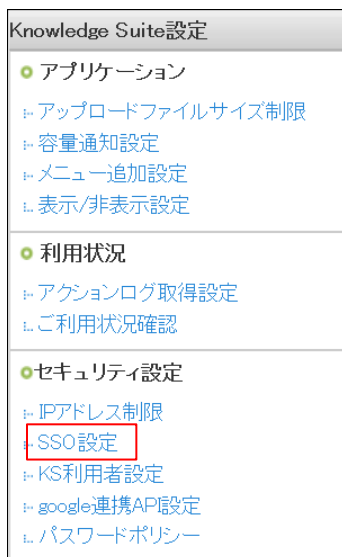 Knowledge Suite設定
アプリケーション
アップロードファイルサイズ制限
容量通知設定
メニュー追加設定
表示/非表示設定
利用状況
アクションログ取得設定
ご利用状況確認
セキュリティ設定
IPアドレス制限
SSO設定
KS利用者設定
google連携API設定
パスワードポリシー